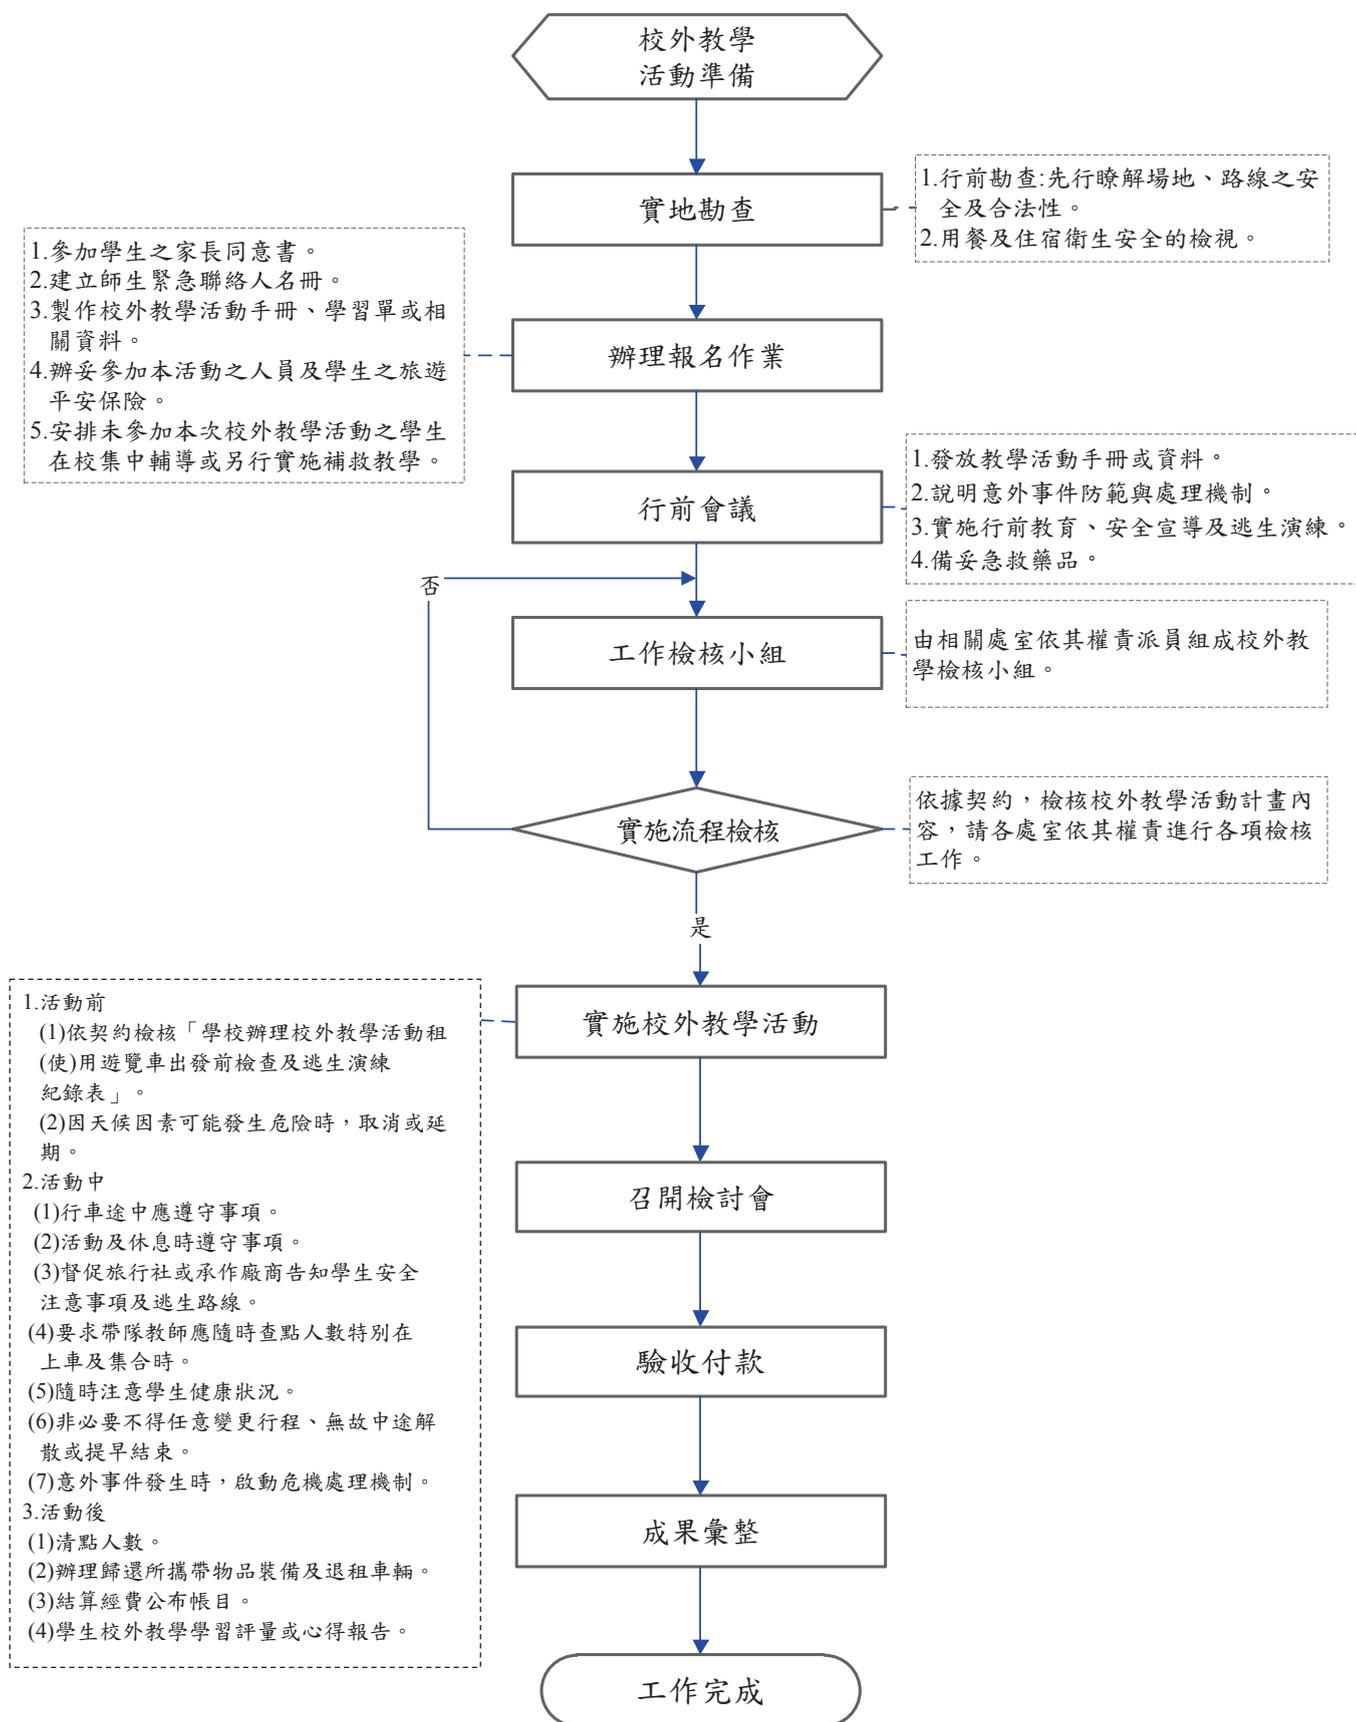 校外教學
活動準備
實地勘查
1.行前勘查:先行瞭解場地、路線之安
全及合法性。
2.用餐及住宿衛生安全的檢視。
1.參加學生之家長同意書。
2.建立師生緊急聯絡人名冊。
3.製作校外教學活動手冊、學習單或相
關資料。
4.辦妥參加本活動之人員及學生之旅遊
平安保險。
5.安排未參加本次校外教學活動之學生
在校集中輔導或另行實施補救教學。
辦理報名作業
行前會議
1.發放教學活動手冊或資料。
2.說明意外事件防範與處理機制。
3.實施行前教育、安全宣導及逃生演練。
4.備妥急救藥品。
否
工作檢核小組
由相關處室依其權責派員組成校外教
學檢核小組。
實施流程檢核
依據契約，檢核校外教學活動計畫內
容，請各處室依其權責進行各項檢核
工作。
是
實施校外教學活動
1.活動前
(1)依契約檢核「學校辦理校外教學活動租
(使)用遊覽車出發前檢查及逃生演練
紀錄表」。
(2)因天候因素可能發生危險時，取消或延
期。
2.活動中
(1)行車途中應遵守事項。
(2)活動及休息時遵守事項。
(3)督促旅行社或承作廠商告知學生安全
注意事項及逃生路線。
(4)要求帶隊教師應隨時查點人數特別在
上車及集合時。
(5)隨時注意學生健康狀況。
(6)非必要不得任意變更行程、無故中途解
散或提早結束。
(7)意外事件發生時，啟動危機處理機制。
3.活動後
(1)清點人數。
(2)辦理歸還所攜帶物品裝備及退租車輛。
(3)結算經費公布帳目。
(4)學生校外教學學習評量或心得報告。
召開檢討會
驗收付款
成果彙整
工作完成